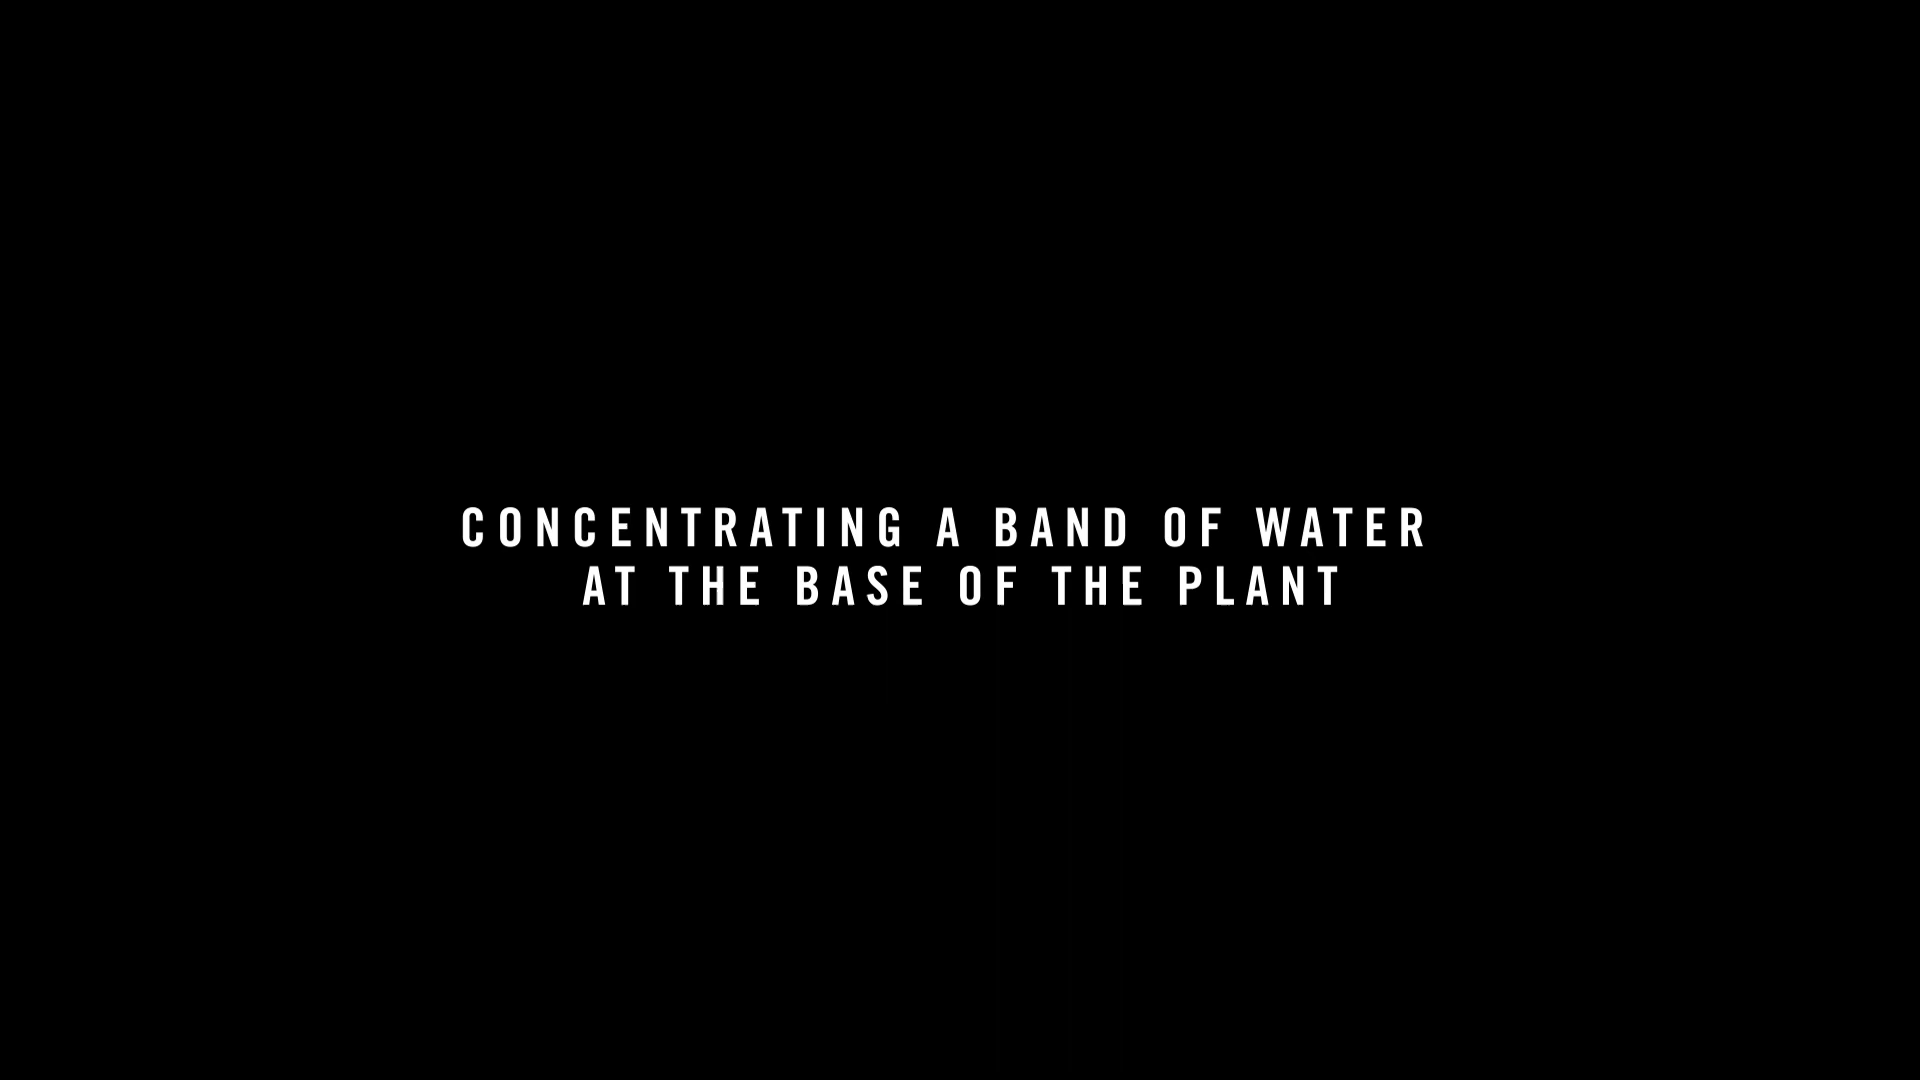 CONCENTRATING A BAND OF WATER
AT THE BASE OF THE PLANT